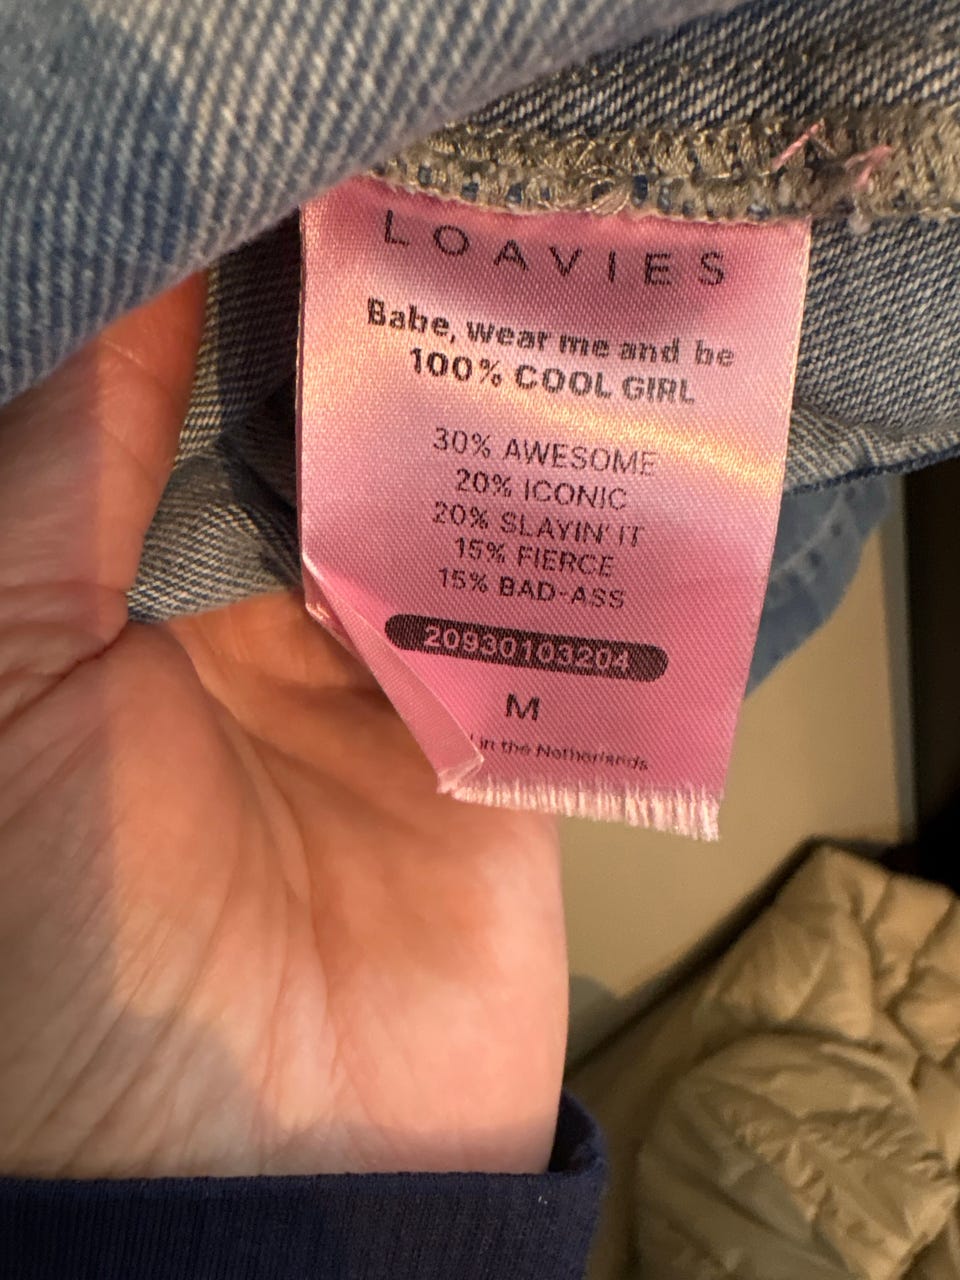 LOAVIES
Babe, wear me and be
100% COOL GIRL
30% AWESOME
20% ICONIC
20% SLAYIN' IT
15% FIERCE
15% BAD-ASS
20930103204
M
in the Netherlands